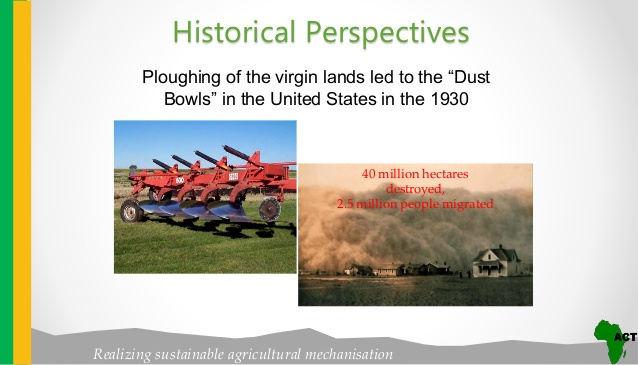 Historical Perspectives
Ploughing of the virgin lands led to the “Dust
Bowls” in the United States in the 1930
40 million hectares
destroyed,
2.5 million people migrated
Realizing sustainable agricultural mechanisation
ACT